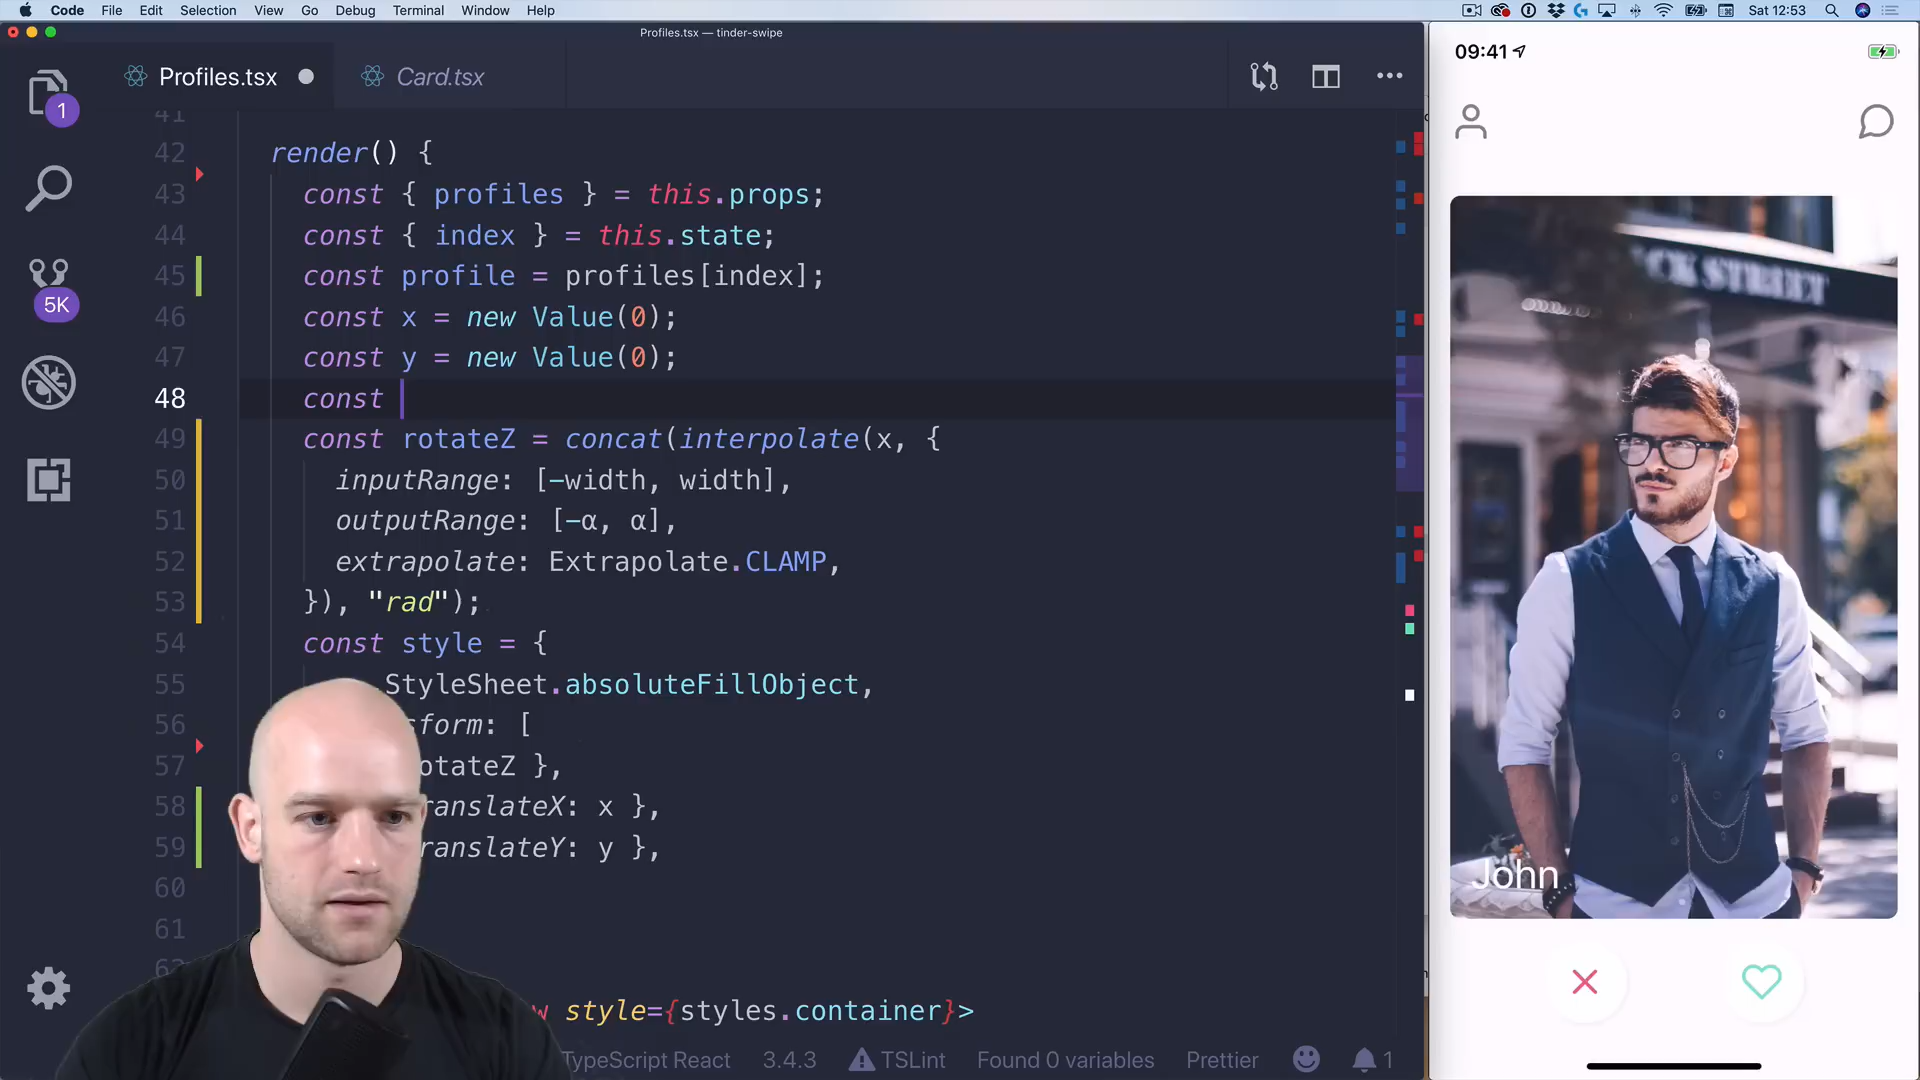 Code File Edit Selection View Go Debug Terminal Window Help
Sat 12:53
Profiles.tsx — tinder-swipe
Profiles.tsx
Card.tsx
1
5K
41
42 render() {
43 const { profiles } = this.props;
44 const { index } = this.state;
45 const profile = profiles[index];
46 const x = new Value(0);
47 const y = new Value(0);
48 const
49 const rotateZ = concat(interpolate(x, {
50 inputRange: [-width, width],
51 outputRange: [-α, α],
52 extrapolate: Extrapolate.CLAMP,
53 }), "rad");
54 const style = {
55 StyleSheet.absoluteFillObject,
56 sform: [
57 otateZ },
58 ranslateX: x },
59 ranslateY: y },
60
61
w style={styles.container}>
TypeScript React 3.4.3 TSLint Found 0 variables Prettier 1
09:41
CK STREET
John